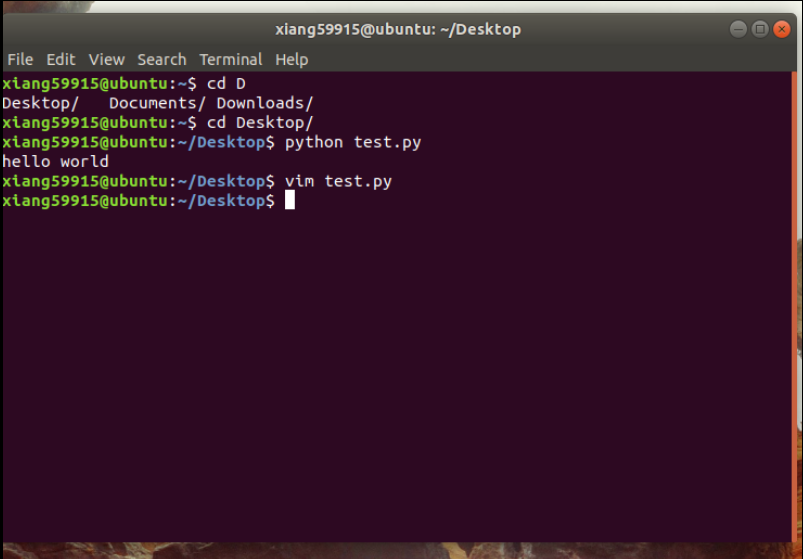 xiang59915@ubuntu: ~/Desktop
File Edit View Search Terminal Help
xiang59915@ubuntu:~$ cd D
Desktop/ Documents/ Downloads/
xiang59915@ubuntu:~$ cd Desktop/
xiang59915@ubuntu:~/Desktop$ python test.py
hello world
xiang59915@ubuntu:~/Desktop$ vim test.py
xiang59915@ubuntu:~/Desktop$